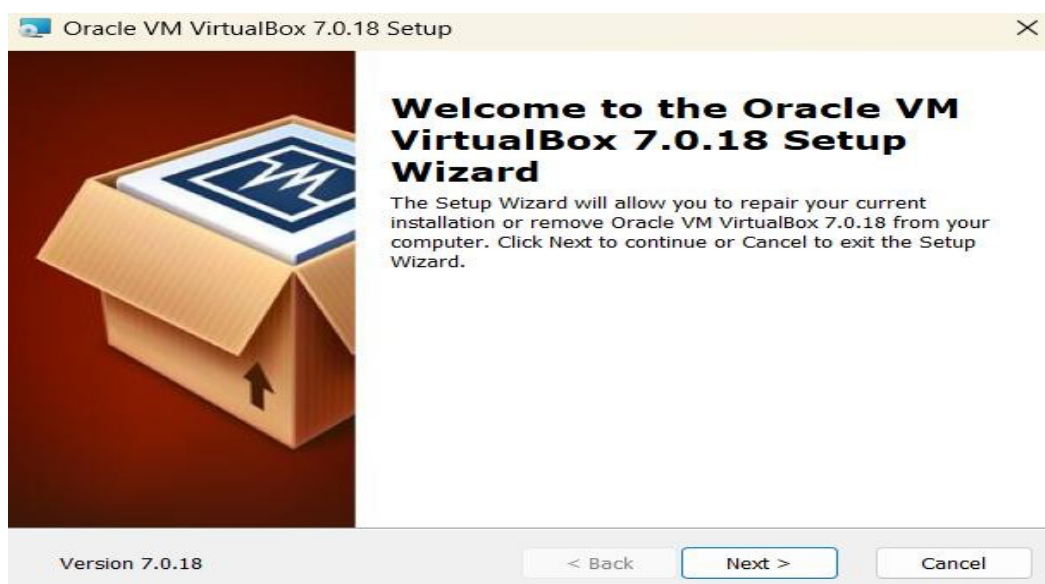 Oracle VM VirtualBox 7.0.18 Setup
Welcome to the Oracle VM
VirtualBox 7.0.18 Setup
Wizard
The Setup Wizard will allow you to repair your current
installation or remove Oracle VM VirtualBox 7.0.18 from your
computer. Click Next to continue or Cancel to exit the Setup
Wizard.
Version 7.0.18
< Back
Next >
Cancel